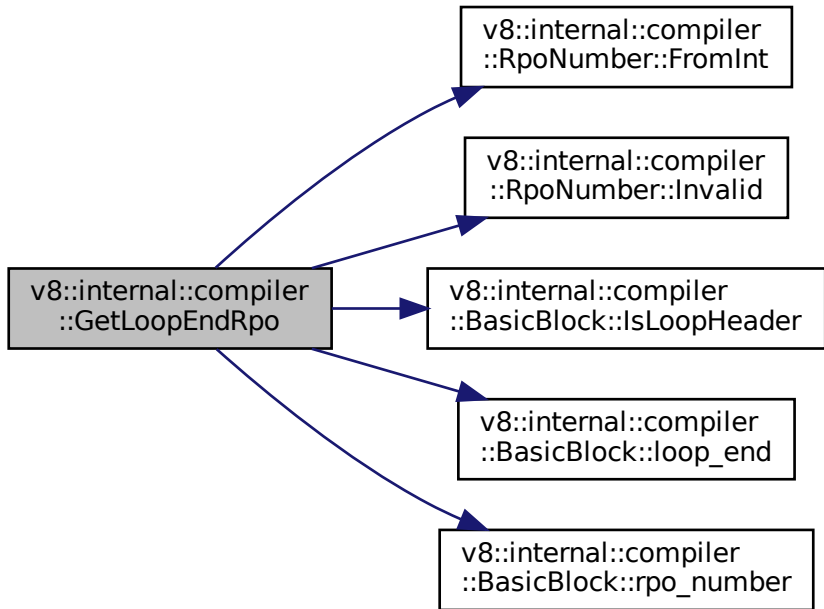 v8::internal::compiler
::RpoNumber::FromInt
v8::internal::compiler
::RpoNumber::Invalid
v8::internal::compiler
::GetLoopEndRpo
v8::internal::compiler
::BasicBlock::IsLoopHeader
v8::internal::compiler
::BasicBlock::loop_end
v8::internal::compiler
::BasicBlock::rpo_number